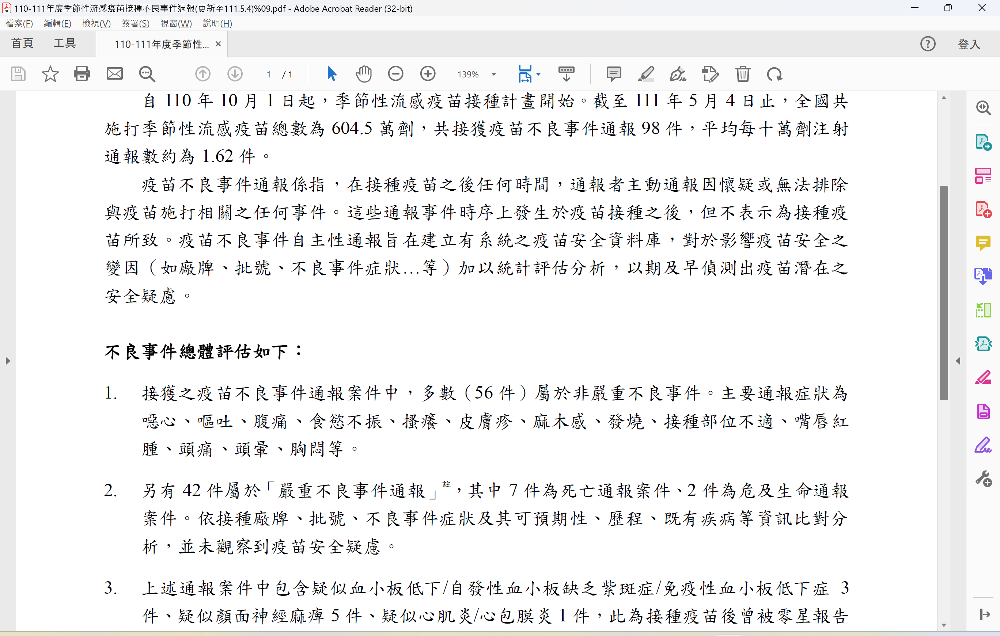 110-111年度季節性流感疫苗接種不良事件週報(更新至111.5.4)%09.pdf - Adobe Acrobat Reader (32-bit)
檔案(F) 編輯(E) 檢視(V) 簽署(S) 視窗(W) 說明(H)
首頁 工具 110-111年度季節性... × 登入
1 / 1 139%
自 110 年 10 月 1 日起，季節性流感疫苗接種計畫開始。截至 111 年 5 月 4 日止，全國共
施打季節性流感疫苗總數為 604.5 萬劑，共接獲疫苗不良事件通報 98 件，平均每十萬劑注射
通報數約為 1.62 件。
疫苗不良事件通報係指，在接種疫苗之後任何時間，通報者主動通報因懷疑或無法排除
與疫苗施打相關之任何事件。這些通報事件時序上發生於疫苗接種之後，但不表示為接種疫
苗所致。疫苗不良事件自主性通報旨在建立有系統之疫苗安全資料庫，對於影響疫苗安全之
變因（如廠牌、批號、不良事件症狀…等）加以統計評估分析，以期及早偵測出疫苗潛在之
安全疑慮。
不良事件總體評估如下：
1. 接獲之疫苗不良事件通報案件中，多數（56 件）屬於非嚴重不良事件。主要通報症狀為
噁心、嘔吐、腹痛、食慾不振、搔癢、皮膚疹、麻木感、發燒、接種部位不適、嘴唇紅
腫、頭痛、頭暈、胸悶等。
2. 另有 42 件屬於「嚴重不良事件通報」註，其中 7 件為死亡通報案件、2 件為危及生命通報
案件。依接種廠牌、批號、不良事件症狀及其可預期性、歷程、既有疾病等資訊比對分
析，並未觀察到疫苗安全疑慮。
3. 上述通報案件中包含疑似血小板低下/自發性血小板缺乏紫斑症/免疫性血小板低下症 3
件、疑似顏面神經麻痺 5 件、疑似心肌炎/心包膜炎 1 件，此為接種疫苗後曾被零星報告